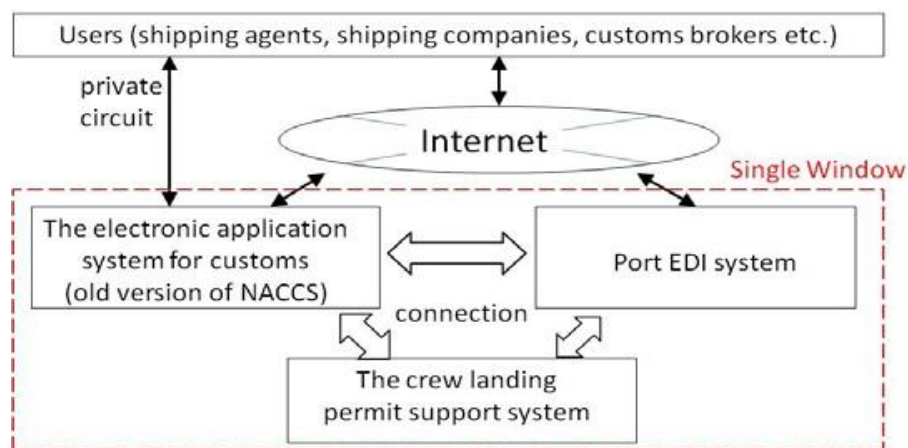 Users (shipping agents, shipping companies, customs brokers etc.)
private
circuit
Internet
Single Window
The electronic application
system for customs
(old version of NACCS)
Port EDI system
connection
The crew landing
permit support system